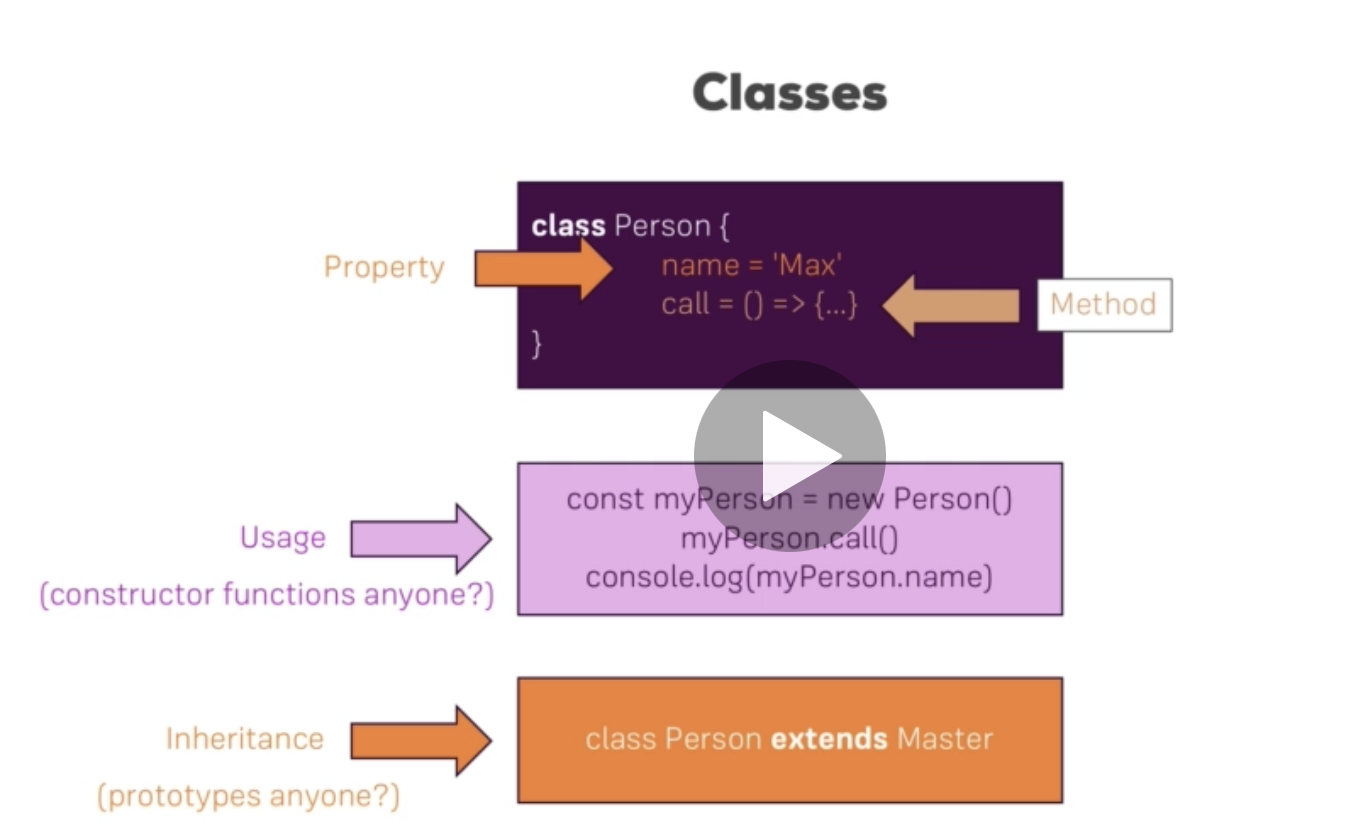 Classes
class Person {
Property
name = 'Max'
call = () => {...}
Method
}
const myPerson = new Person()
Usage
myPerson.call()
(constructor functions anyone?)
console.log(myPerson.name)
Inheritance
class Person extends Master
(prototypes anyone?)